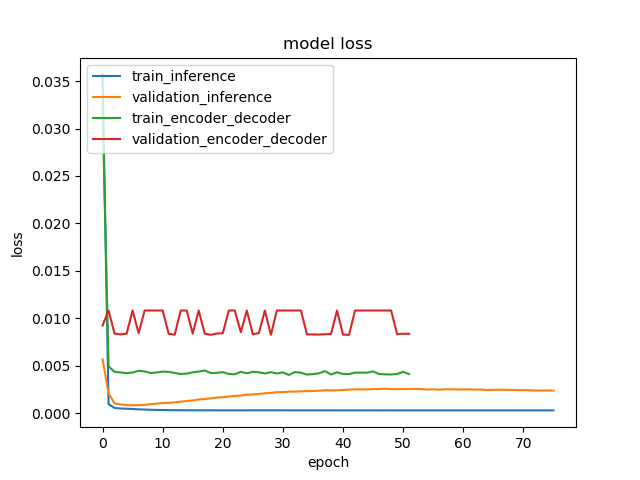 model loss
train_inference
validation_inference
train_encoder_decoder
validation_encoder_decoder
0.035
0.030
0.025
0.020
0.015
0.010
0.005
0.000
loss
0 10 20 30 40 50 60 70
epoch